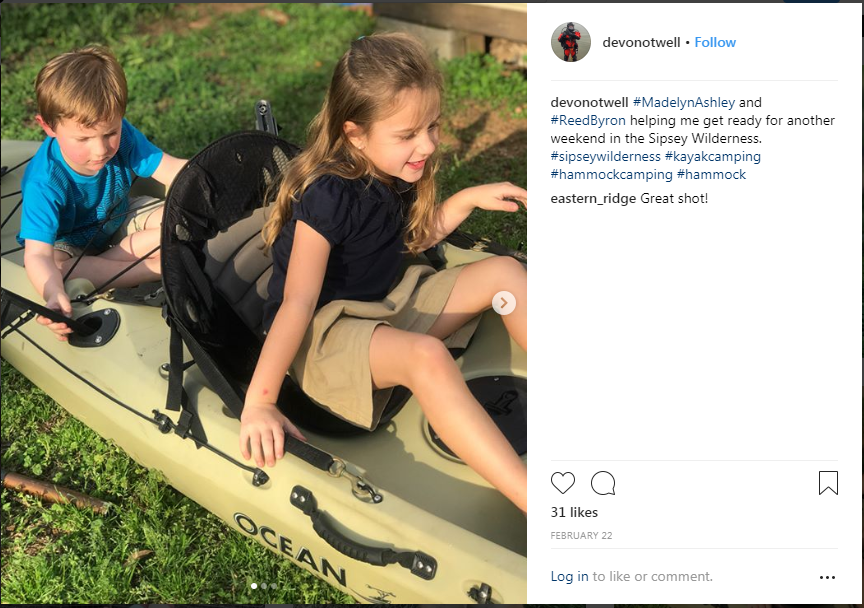 devonotwell • Follow
devonotwell #MadelynAshley and
#ReedByron helping me get ready for another
weekend in the Sipsey Wilderness.
#sipseywilderness #kayakcamping
#hammockcamping #hammock
eastern_ridge Great shot!
31 likes
FEBRUARY 22
Log in to like or comment.
OCEAN